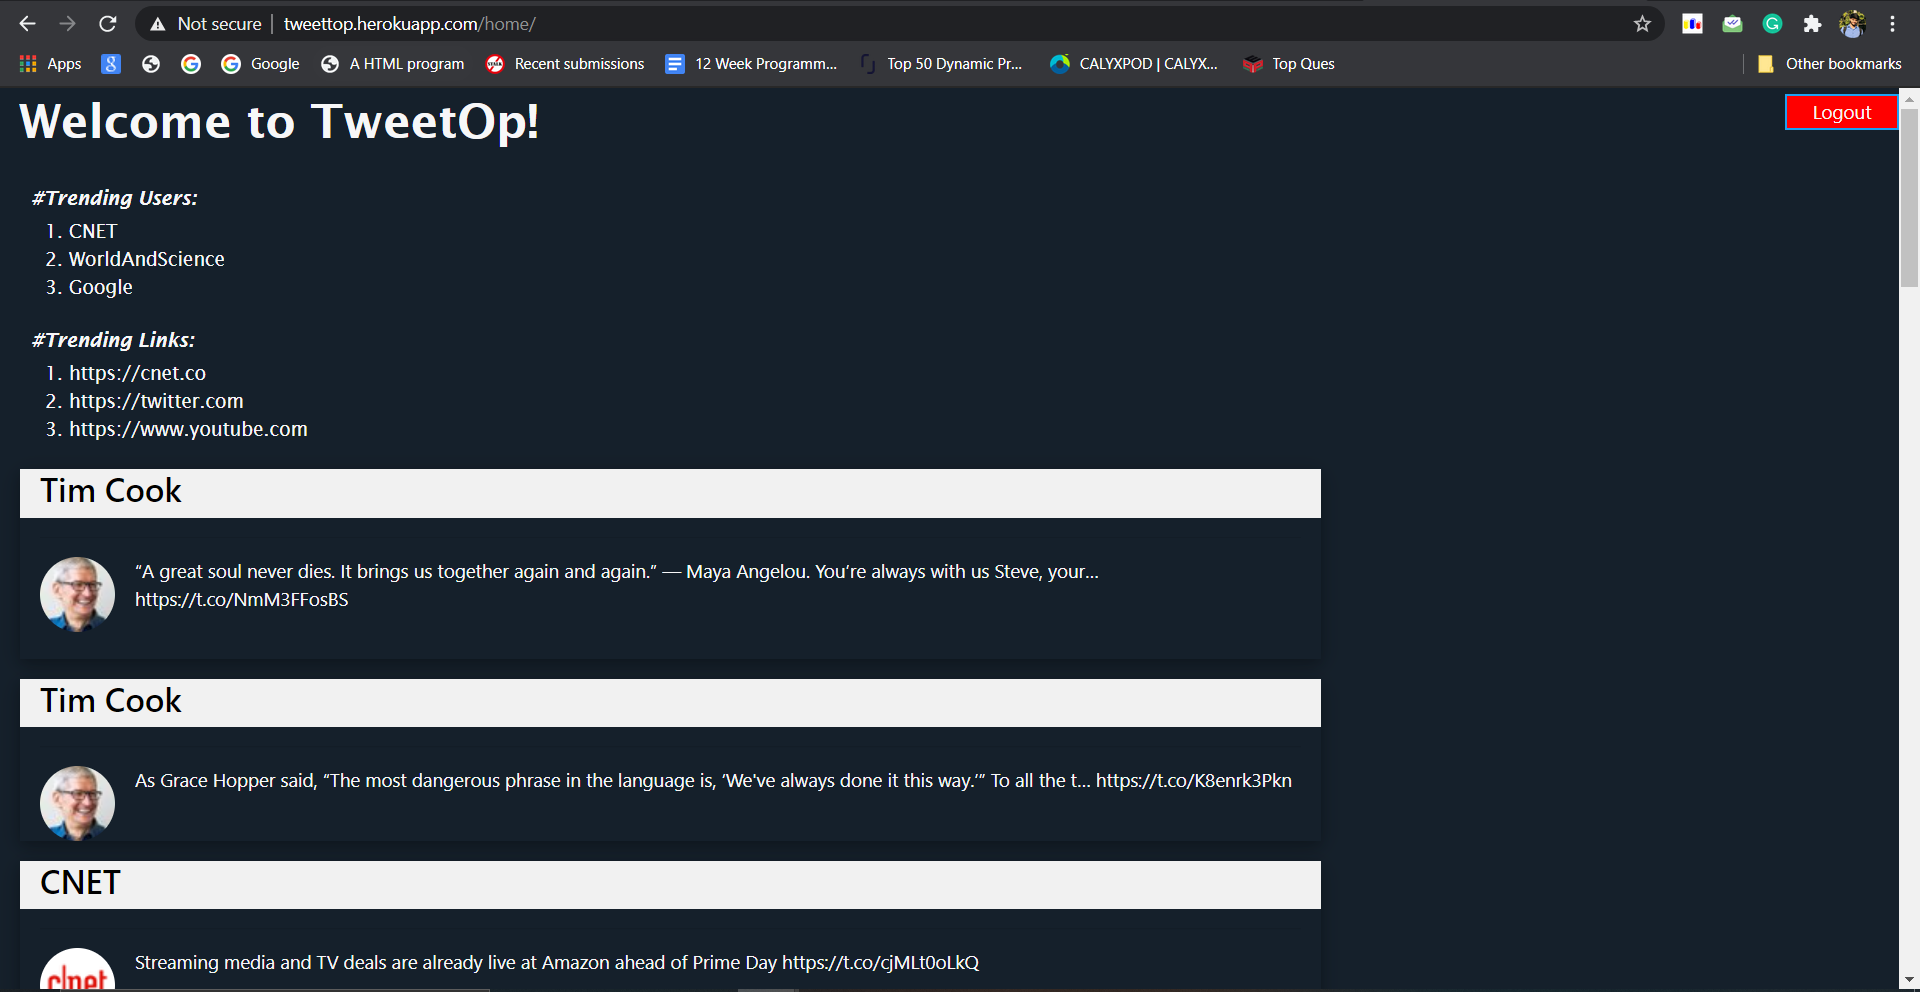 Not secure | tweettop.herokuapp.com/home/
Apps
Google
A HTML program
Recent submissions
12 Week Programm...
Top 50 Dynamic Pr...
CALYXPOD | CALYX...
Top Ques
Other bookmarks
Welcome to TweetOp!
Logout
#Trending Users:
1. CNET
2. WorldAndScience
3. Google
#Trending Links:
1. https://cnet.co
2. https://twitter.com
3. https://www.youtube.com
Tim Cook
“A great soul never dies. It brings us together again and again.” — Maya Angelou. You’re always with us Steve, your…
https://t.co/NmM3FFosBS
Tim Cook
As Grace Hopper said, “The most dangerous phrase in the language is, ‘We've always done it this way.’” To all the t… https://t.co/K8enrk3Pkn
CNET
Streaming media and TV deals are already live at Amazon ahead of Prime Day https://t.co/cjMLt0oLkQ
cnet